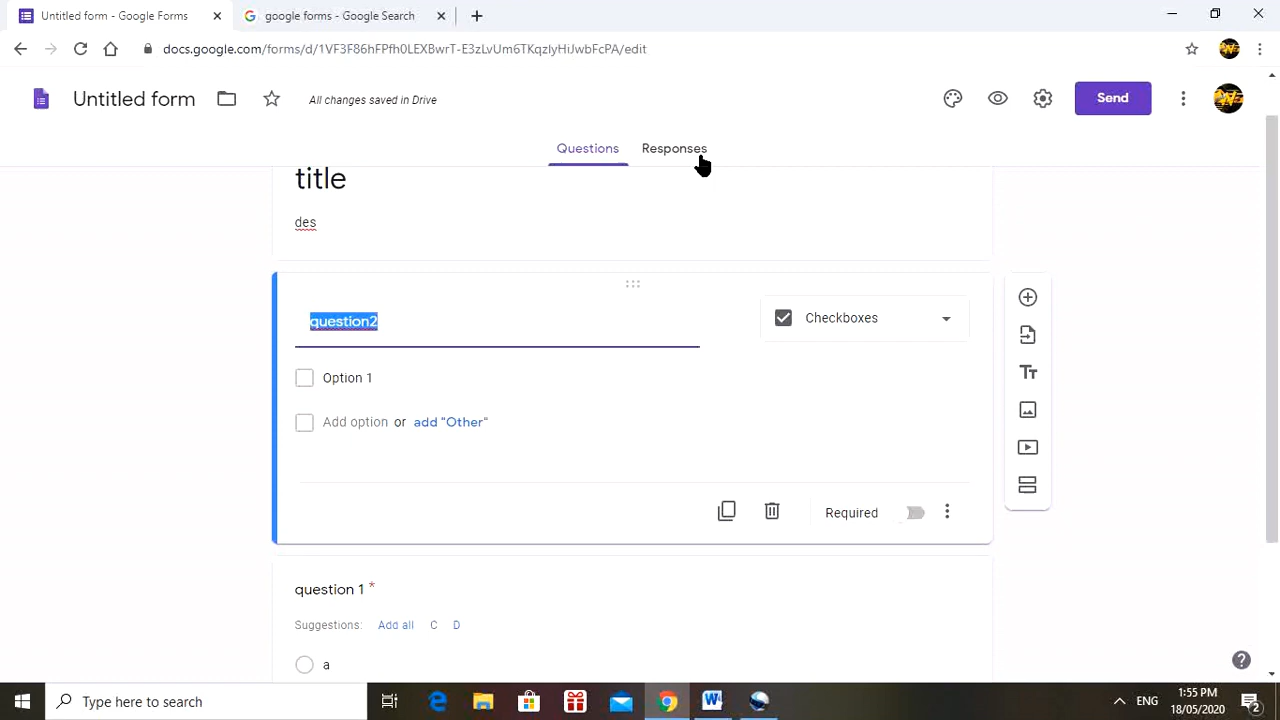 Untitled form - Google Forms
google forms - Google Search
docs.google.com/forms/d/1VF3F86hFPfh0LEXBwrT-E3zLvUm6TKqzIyHiJwbFcPA/edit
Untitled form
All changes saved in Drive
Send
Questions
Responses
title
des
question2
Checkboxes
Option 1
Add option or add "Other"
Required
question 1 *
Suggestions: Add all C D
a
Type here to search
ENG
1:55 PM
18/05/2020
2